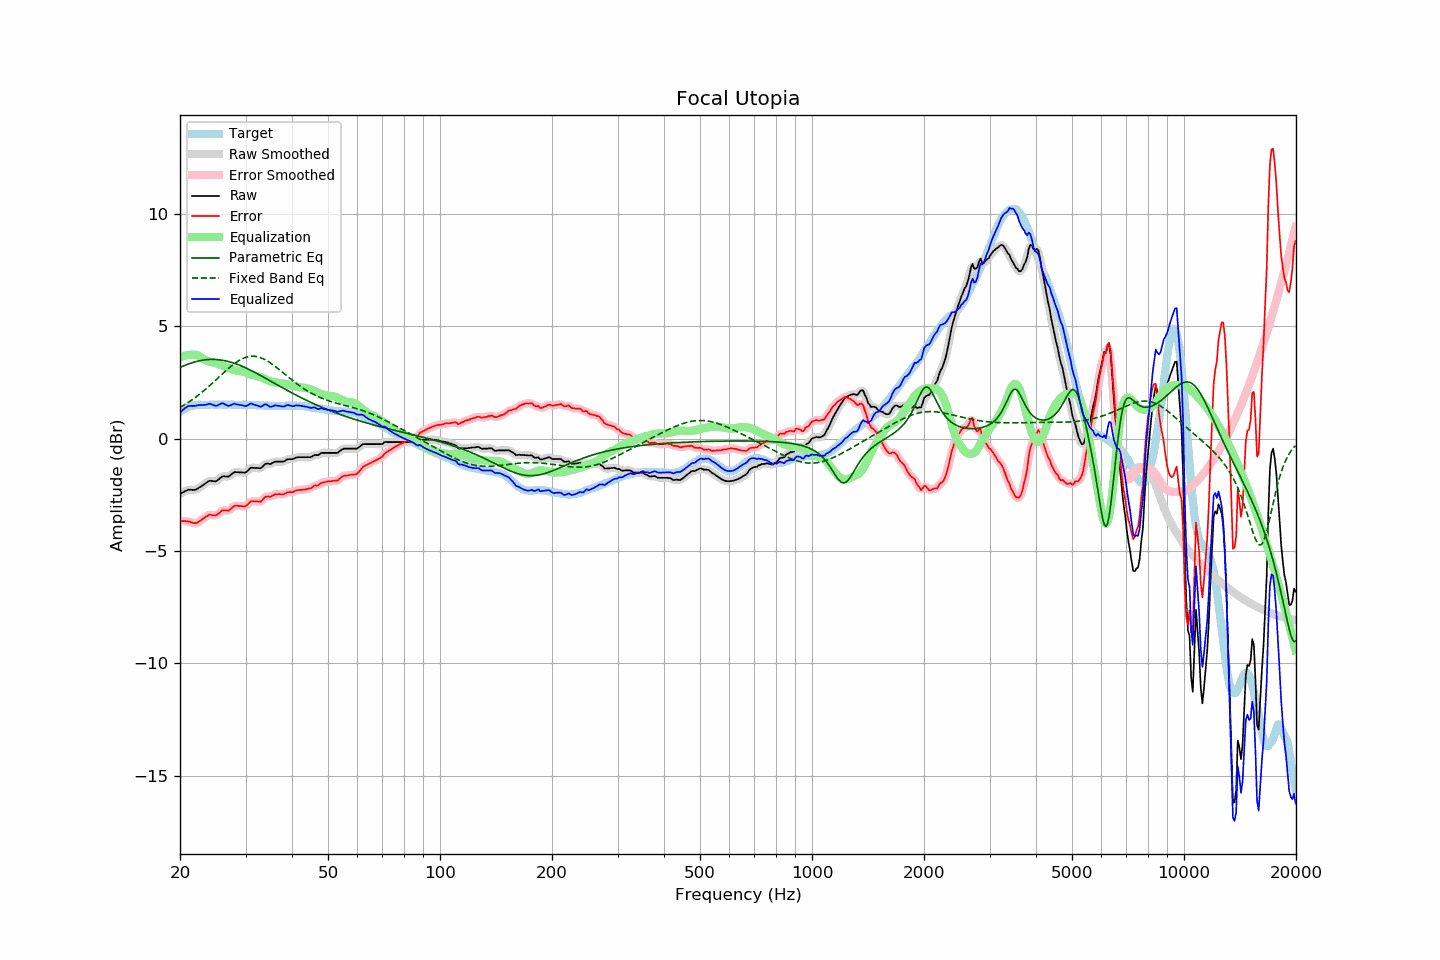 Focal Utopia
Target
Raw Smoothed
Error Smoothed
Raw
Error
Equalization
Parametric Eq
Fixed Band Eq
Equalized
Amplitude (dBr)
10
5
0
−5
−10
−15
20 50 100 200 500 1000 2000 5000 10000 20000
Frequency (Hz)